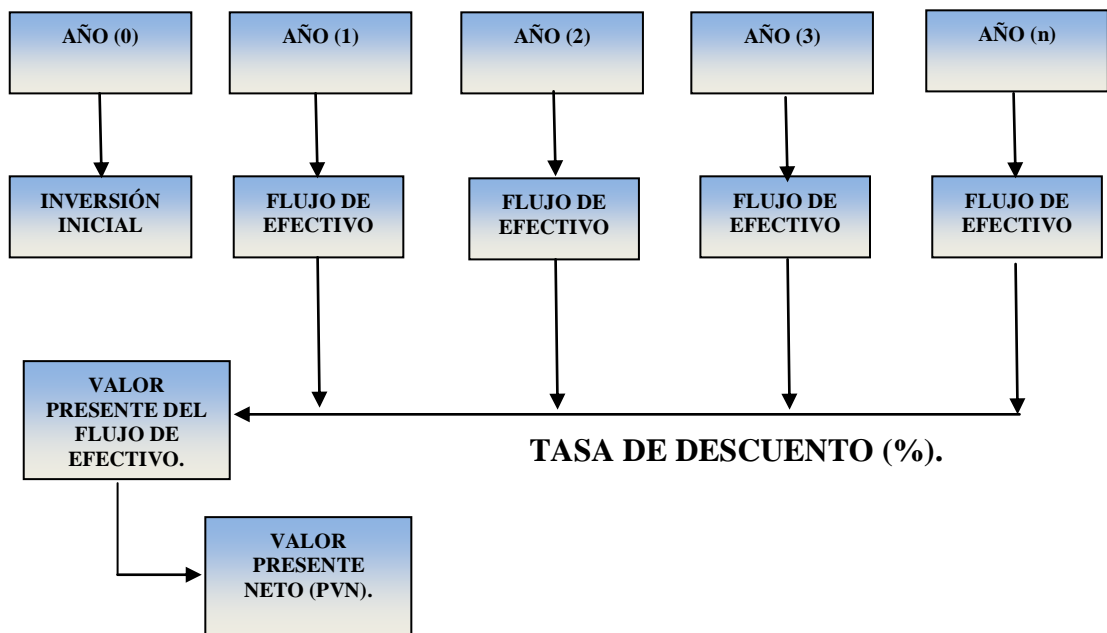 AÑO (0)
AÑO (1)
AÑO (2)
AÑO (3)
AÑO (n)
INVERSIÓN
INICIAL
FLUJO DE
EFECTIVO
FLUJO DE
EFECTIVO
FLUJO DE
EFECTIVO
FLUJO DE
EFECTIVO
VALOR
PRESENTE DEL
FLUJO DE
EFECTIVO.
TASA DE DESCUENTO (%).
VALOR
PRESENTE
NETO (PVN).